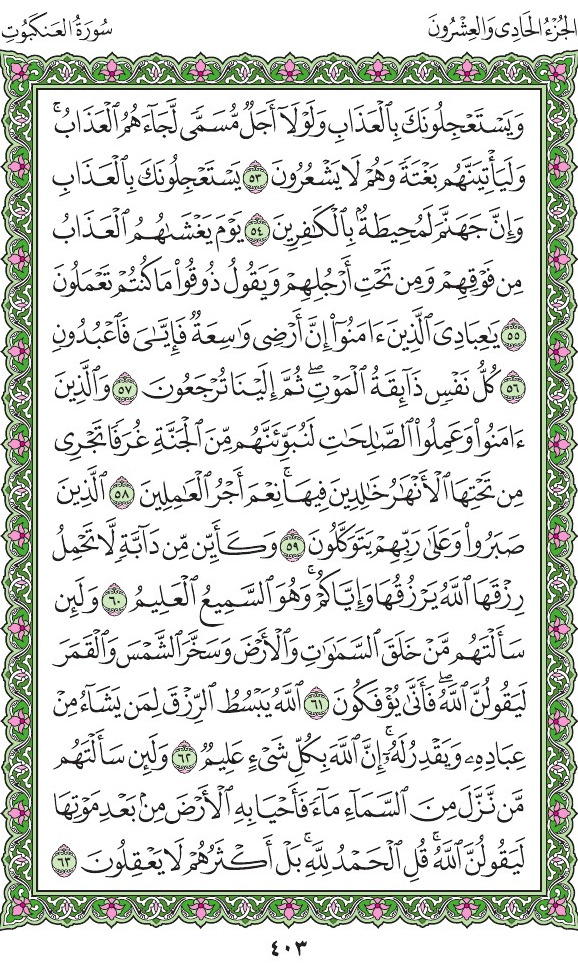 الجُزْءُ الحَادِي وَالعِشْرُونَ
سُورَةُ العَنكَبُوتِ
وَيَسْتَعْجِلُونَكَ بِٱلْعَذَابِ وَلَوْلَآ أَجَلٌ مُّسَمًّى لَّجَآءَهُمُ ٱلْعَذَابُۚ
وَلَيَأْتِيَنَّهُم بَغْتَةً وَهُمْ لَا يَشْعُرُونَ ٥٣ يَسْتَعْجِلُونَكَ بِٱلْعَذَابِ
وَإِنَّ جَهَنَّمَ لَمُحِيطَةٌۢ بِٱلْكَٰفِرِينَ ٥٤ يَوْمَ يَغْشَىٰهُمُ ٱلْعَذَابُ
مِن فَوْقِهِمْ وَمِن تَحْتِ أَرْجُلِهِمْ وَيَقُولُ ذُوقُوا۟ مَا كُنتُمْ تَعْمَلُونَ
٥٥ يَٰعِبَادِىَ ٱلَّذِينَ ءَامَنُوٓا۟ إِنَّ أَرْضِى وَٰسِعَةٌ فَإِيَّٰىَ فَٱعْبُدُونِ
٥٦ كُلُّ نَفْسٍ ذَآئِقَةُ ٱلْمَوْتِۖ ثُمَّ إِلَيْنَا تُرْجَعُونَ ٥٧ وَٱلَّذِينَ
ءَامَنُوا۟ وَعَمِلُوا۟ ٱلصَّٰلِحَٰتِ لَنُبَوِّئَنَّهُم مِّنَ ٱلْجَنَّةِ غُرَفًا تَجْرِى
مِن تَحْتِهَا ٱلْأَنْهَٰرُ خَٰلِدِينَ فِيهَاۚ نِعْمَ أَجْرُ ٱلْعَٰمِلِينَ ٥٨ ٱلَّذِينَ
صَبَرُوا۟ وَعَلَىٰ رَبِّهِمْ يَتَوَكَّلُونَ ٥٩ وَكَأَيِّن مِّن دَآبَّةٍ لَّا تَحْمِلُ
رِزْقَهَا ٱللَّهُ يَرْزُقُهَا وَإِيَّاكُمْۚ وَهُوَ ٱلسَّمِيعُ ٱلْعَلِيمُ ٦٠ وَلَئِن
سَأَلْتَهُم مَّنْ خَلَقَ ٱلسَّمَٰوَٰتِ وَٱلْأَرْضَ وَسَخَّرَ ٱلشَّمْسَ وَٱلْقَمَرَ
لَيَقُولُنَّ ٱللَّهُۖ فَأَنَّىٰ يُؤْفَكُونَ ٦١ ٱللَّهُ يَبْسُطُ ٱلرِّزْقَ لِمَن يَشَآءُ مِنْ
عِبَادِهِۦ وَيَقْدِرُ لَهُۥٓۚ إِنَّ ٱللَّهَ بِكُلِّ شَىْءٍ عَلِيمٌ ٦٢ وَلَئِن سَأَلْتَهُم
مَّن نَّزَّلَ مِنَ ٱلسَّمَآءِ مَآءً فَأَحْيَا بِهِ ٱلْأَرْضَ مِنۢ بَعْدِ مَوْتِهَا
لَيَقُولُنَّ ٱللَّهُۚ قُلِ ٱلْحَمْدُ لِلَّهِۚ بَلْ أَكْثَرُهُمْ لَا يَعْقِلُونَ ٦٣
٤٠٣